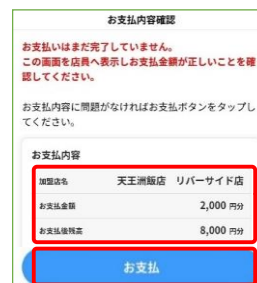 お支払内容確認
お支払いはまだ完了していません。
この画面を店員へ表示しお支払金額が正しいことを確
認してください。
お支払内容に問題がなければお支払ボタンをタップし
てください。
お支払内容
加盟店名 天王洲飯店 リバーサイド店
お支払金額 2,000 円分
お支払後残高 8,000 円分
お支払